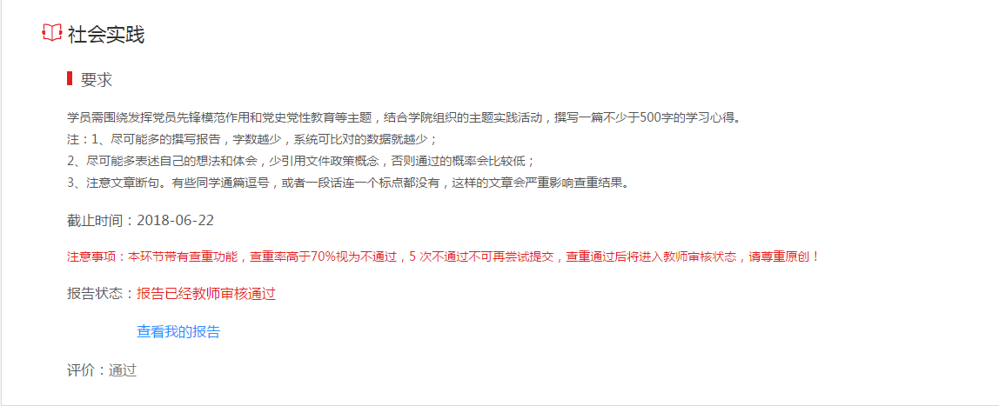 社会实践
要求
学员需围绕发挥党员先锋模范作用和党史党性教育等主题，结合学院组织的主题实践活动，撰写一篇不少于500字的学习心得。
注：1、尽可能多的撰写报告，字数越少，系统可比对的数据就越少；
2、尽可能多表述自己的想法和体会，少引用文件政策概念，否则通过的概率会比较低；
3、注意文章断句。有些同学通篇逗号，或者一段话连一个标点都没有，这样的文章会严重影响查重结果。
截止时间：2018-06-22
注意事项：本环节带有查重功能，查重率高于70%视为不通过，5 次不通过不可再尝试提交，查重通过后将进入教师审核状态，请尊重原创！
报告状态：报告已经教师审核通过
查看我的报告
评价：通过